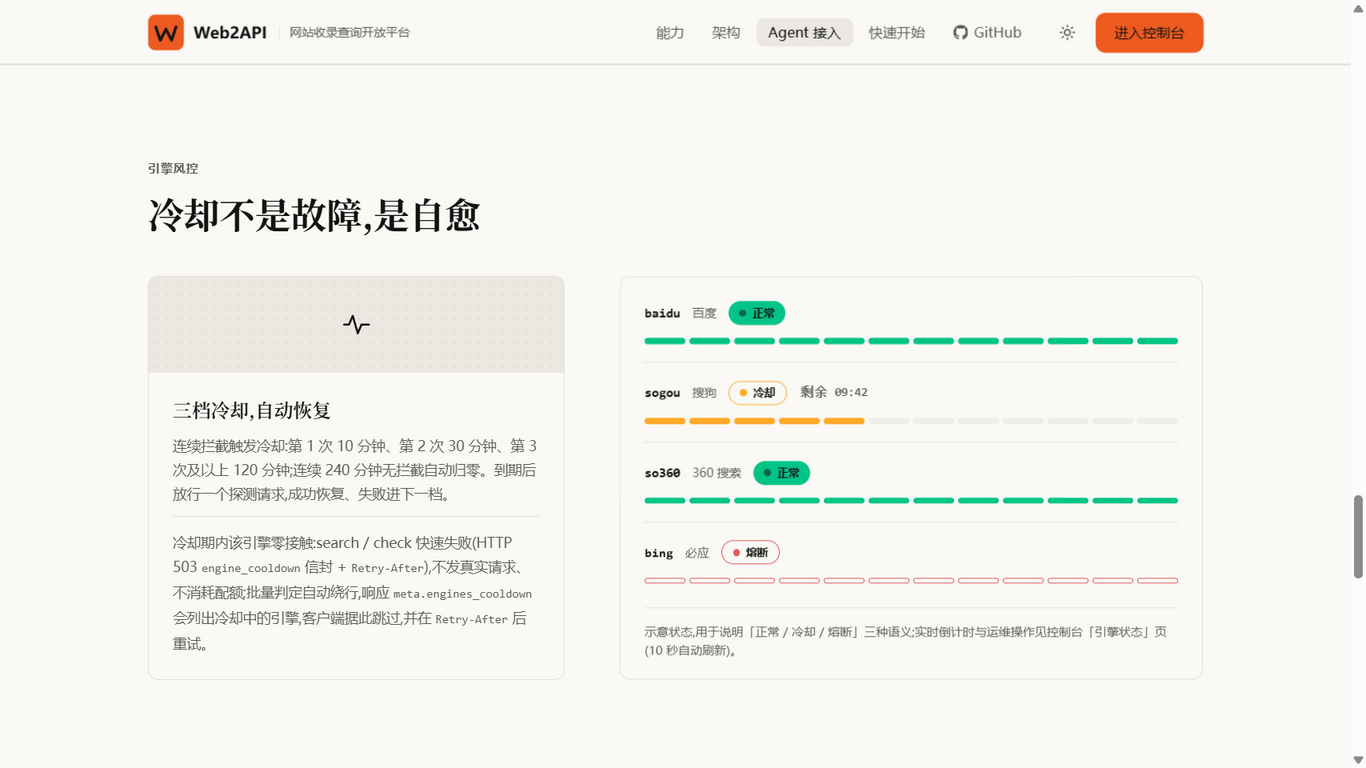 W Web2API 网站收录查询开放平台 能力 架构 Agent 接入 快速开始 GitHub 进入控制台
引擎风控
冷却不是故障,是自愈
三档冷却,自动恢复
连续拦截触发冷却:第 1 次 10 分钟、第 2 次 30 分钟、第 3
次及以上 120 分钟;连续 240 分钟无拦截自动归零。到期后
放行一个探测请求,成功恢复、失败进下一档。
冷却期内该引擎零接触:search / check 快速失败(HTTP
503 engine_cooldown 信封 + Retry-After),不发真实请求、
不消耗配额;批量判定自动绕行,响应 meta.engines_cooldown
会列出冷却中的引擎,客户端据此跳过,并在 Retry-After 后
重试。
baidu 百度 正常
sogou 搜狗 冷却 剩余 09:42
so360 360 搜索 正常
bing 必应 熔断
示意状态,用于说明「正常 / 冷却 / 熔断」三种语义;实时倒计时与运维操作见控制台「引擎状态」页
(10 秒自动刷新)。